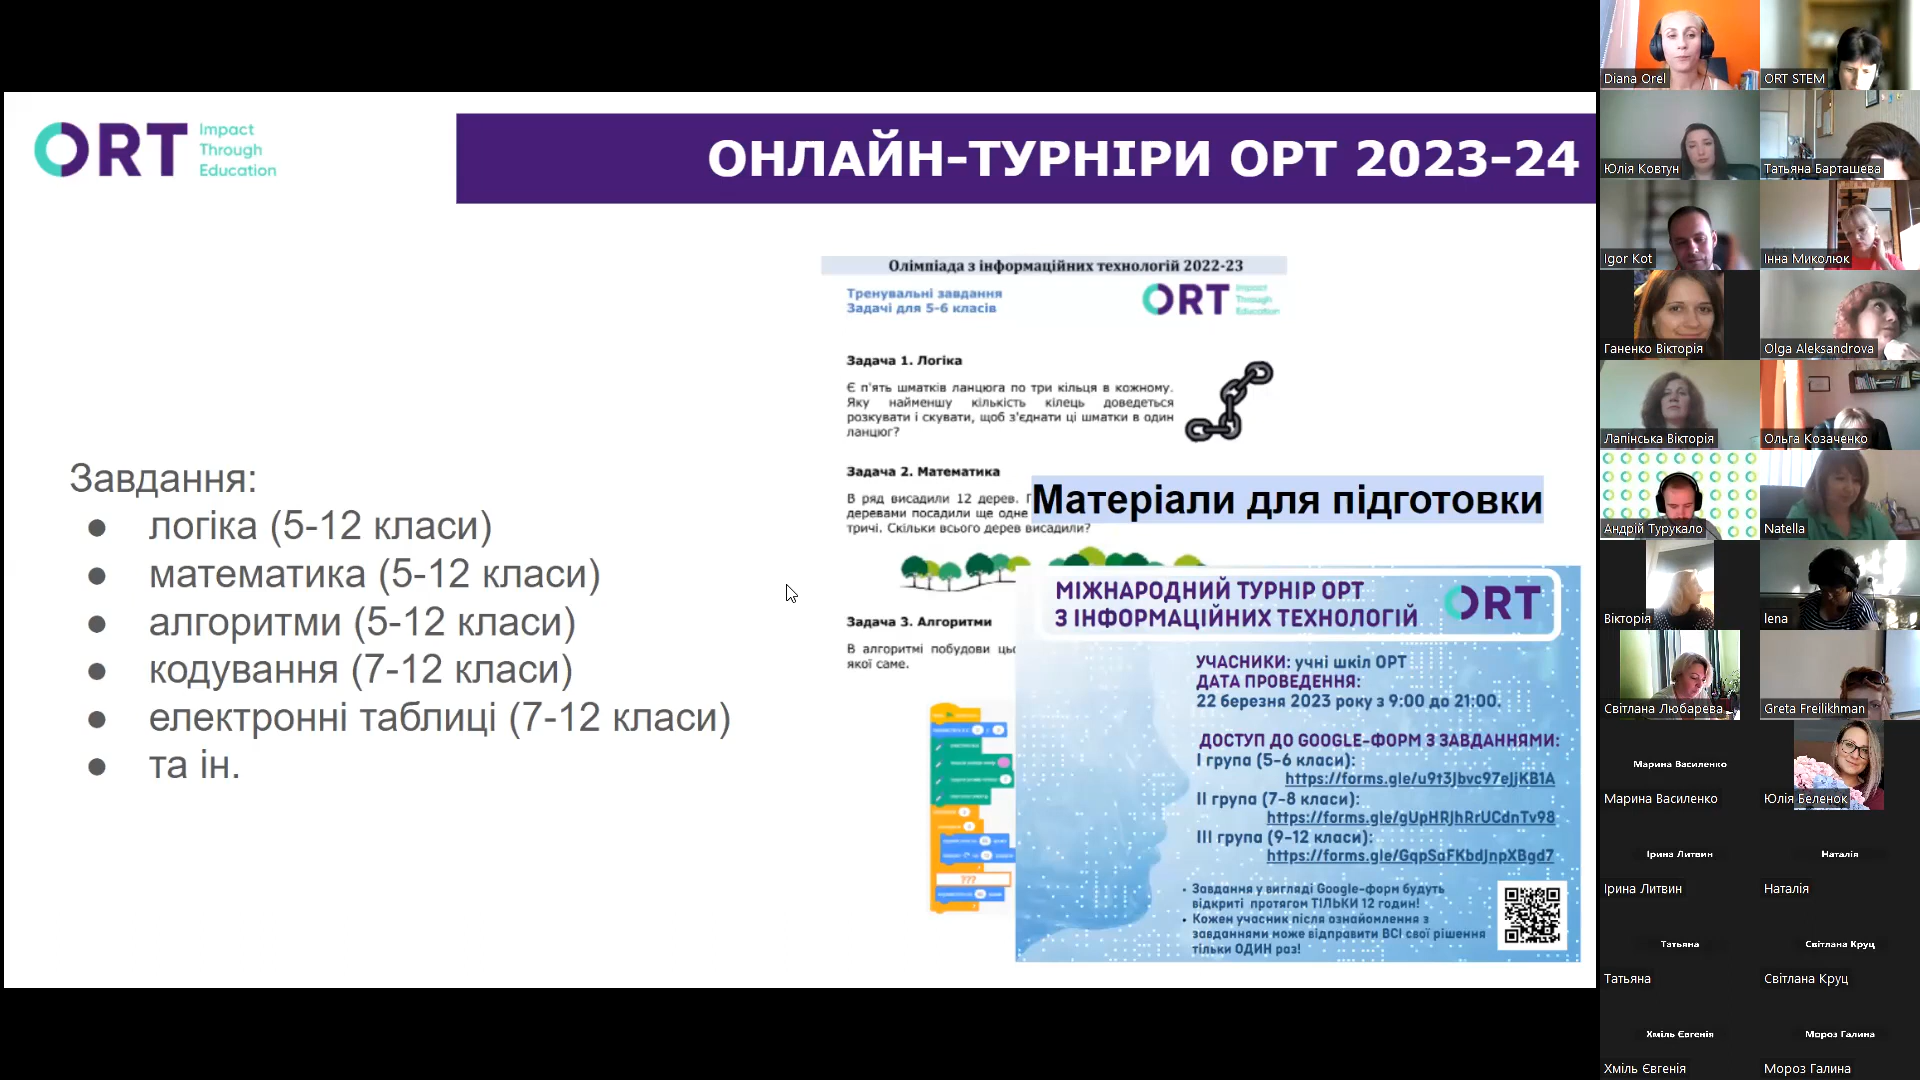 ORT
Impact
Through
Education
ОНЛАЙН-ТУРНІРИ ОРТ 2023-24
Завдання:
● логіка (5-12 класи)
● математика (5-12 класи)
● алгоритми (5-12 класи)
● кодування (7-12 класи)
● електронні таблиці (7-12 класи)
● та ін.
Олімпіада з інформаційних технологій 2022-23
Тренувальні завдання
Задачі для 5-6 класів
ORT
Impact
Through
Education
Задача 1. Логіка
Є п'ять шматків ланцюга по три кільця в кожному.
Яку найменшу кількість кілець доведеться
розкувати і скувати, щоб з'єднати ці шматки в один
ланцюг?
Задача 2. Математика
В ряд висадили 12 дерев.
деревами посадили ще одне
тричі. Скільки всього дерев висадили?
Матеріали для підготовки
Задача 3. Алгоритми
В алгоритмі побудови
якої саме.
???
МІЖНАРОДНИЙ ТУРНІР ОРТ
З ІНФОРМАЦІЙНИХ ТЕХНОЛОГІЙ
ORT
УЧАСНИКИ: учні шкіл ОРТ
ДАТА ПРОВЕДЕННЯ:
22 березня 2023 року з 9:00 до 21:00.
ДОСТУП ДО GOOGLE-ФОРМ З ЗАВДАННЯМИ:
I група (5-6 класи):
https://forms.gle/u9t3Jbvc97eJjKB1A
II група (7-8 класи):
https://forms.gle/gUpHRJhRrUCdnTv98
III група (9-12 класи):
https://forms.gle/GqpSaFKbdJnpXBgd7
• Завдання у вигляді Google-форм будуть
відкриті протягом ТІЛЬКИ 12 годин!
• Кожен учасник після ознайомлення з
завданнями може відправити ВСІ свої рішення
тільки ОДИН раз!
Diana Orel
ORT STEM
Юлія Ковтун
Татьяна Барташева
Igor Kot
Інна Миколюк
Ганенко Вікторія
Olga Aleksandrova
Лапінська Вікторія
Ольга Козаченко
Андрій Турукало
Natella
Вікторія
lena
Світлана Любарева
Greta Freilikhman
Марина Василенко
Марина Василенко
Юлія Беленок
Ірина Литвин
Наталія
Ірина Литвин
Наталія
Татьяна
Світлана Круц
Татьяна
Світлана Круц
Хміль Євгенія
Мороз Галина
Хміль Євгенія
Мороз Галина